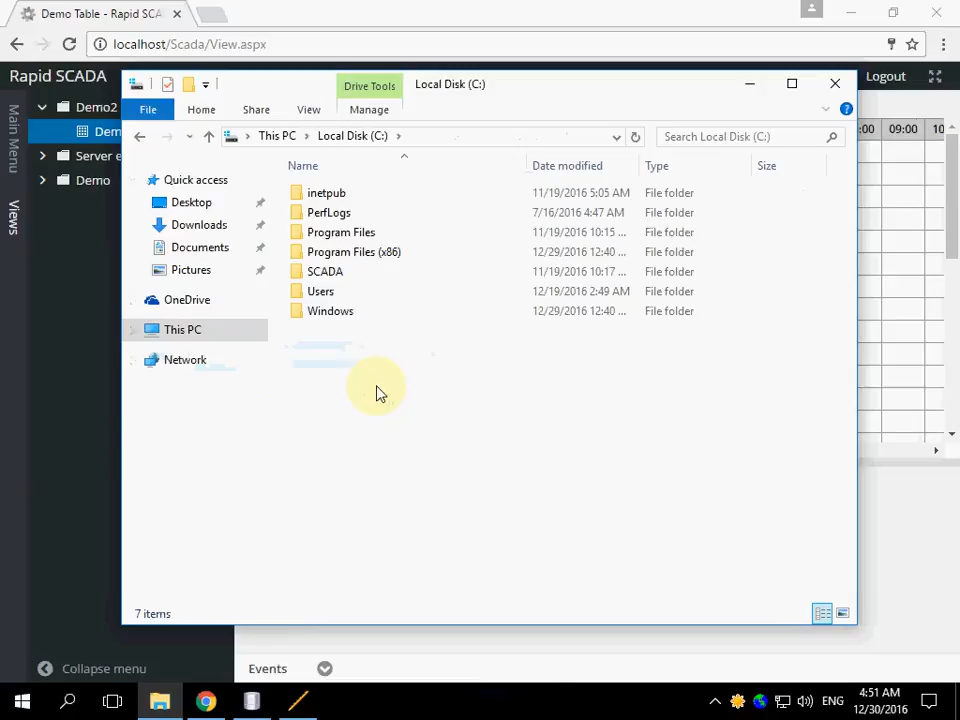 Demo Table - Rapid SCA
localhost/Scada/View.aspx
Rapid SCADA
Logout
Main Menu
Views
Demo2
Dem
Server e
Demo
:00
09:00
10
Drive Tools
Local Disk (C:)
File
Home
Share
View
Manage
This PC
Local Disk (C:)
Search Local Disk (C:)
Name
Date modified
Type
Size
Quick access
Desktop
Downloads
Documents
Pictures
OneDrive
This PC
Network
inetpub 11/19/2016 5:05 AM File folder
PerfLogs 7/16/2016 4:47 AM File folder
Program Files 11/19/2016 10:15 ... File folder
Program Files (x86) 12/29/2016 12:40 ... File folder
SCADA 11/19/2016 10:17 ... File folder
Users 12/19/2016 2:49 AM File folder
Windows 12/29/2016 12:40 ... File folder
7 items
Collapse menu
Events
ENG
4:51 AM
12/30/2016